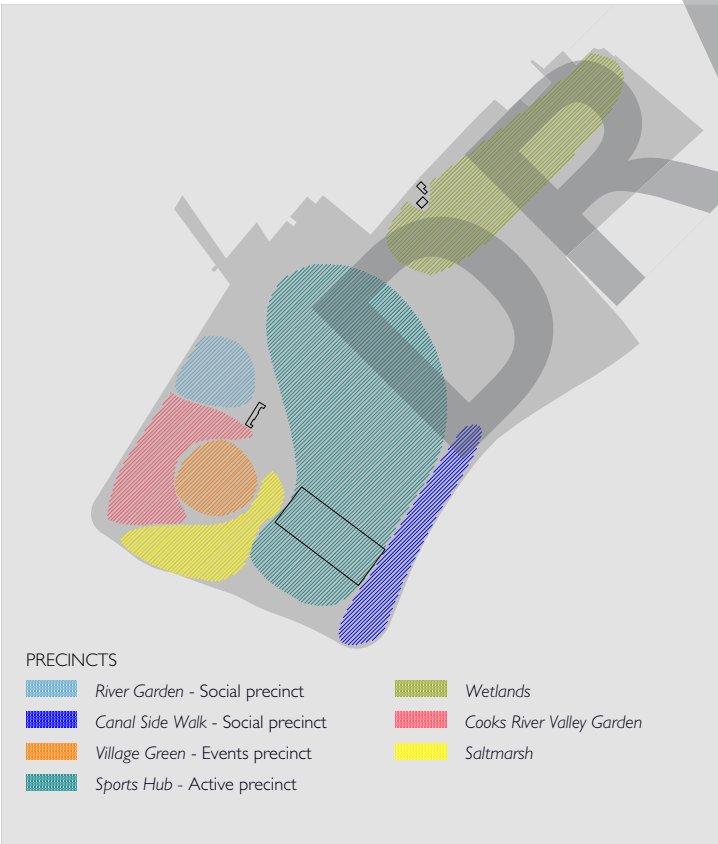 DR
PRECINCTS
River Garden - Social precinct
Canal Side Walk - Social precinct
Village Green - Events precinct
Sports Hub - Active precinct
Wetlands
Cooks River Valley Garden
Saltmarsh